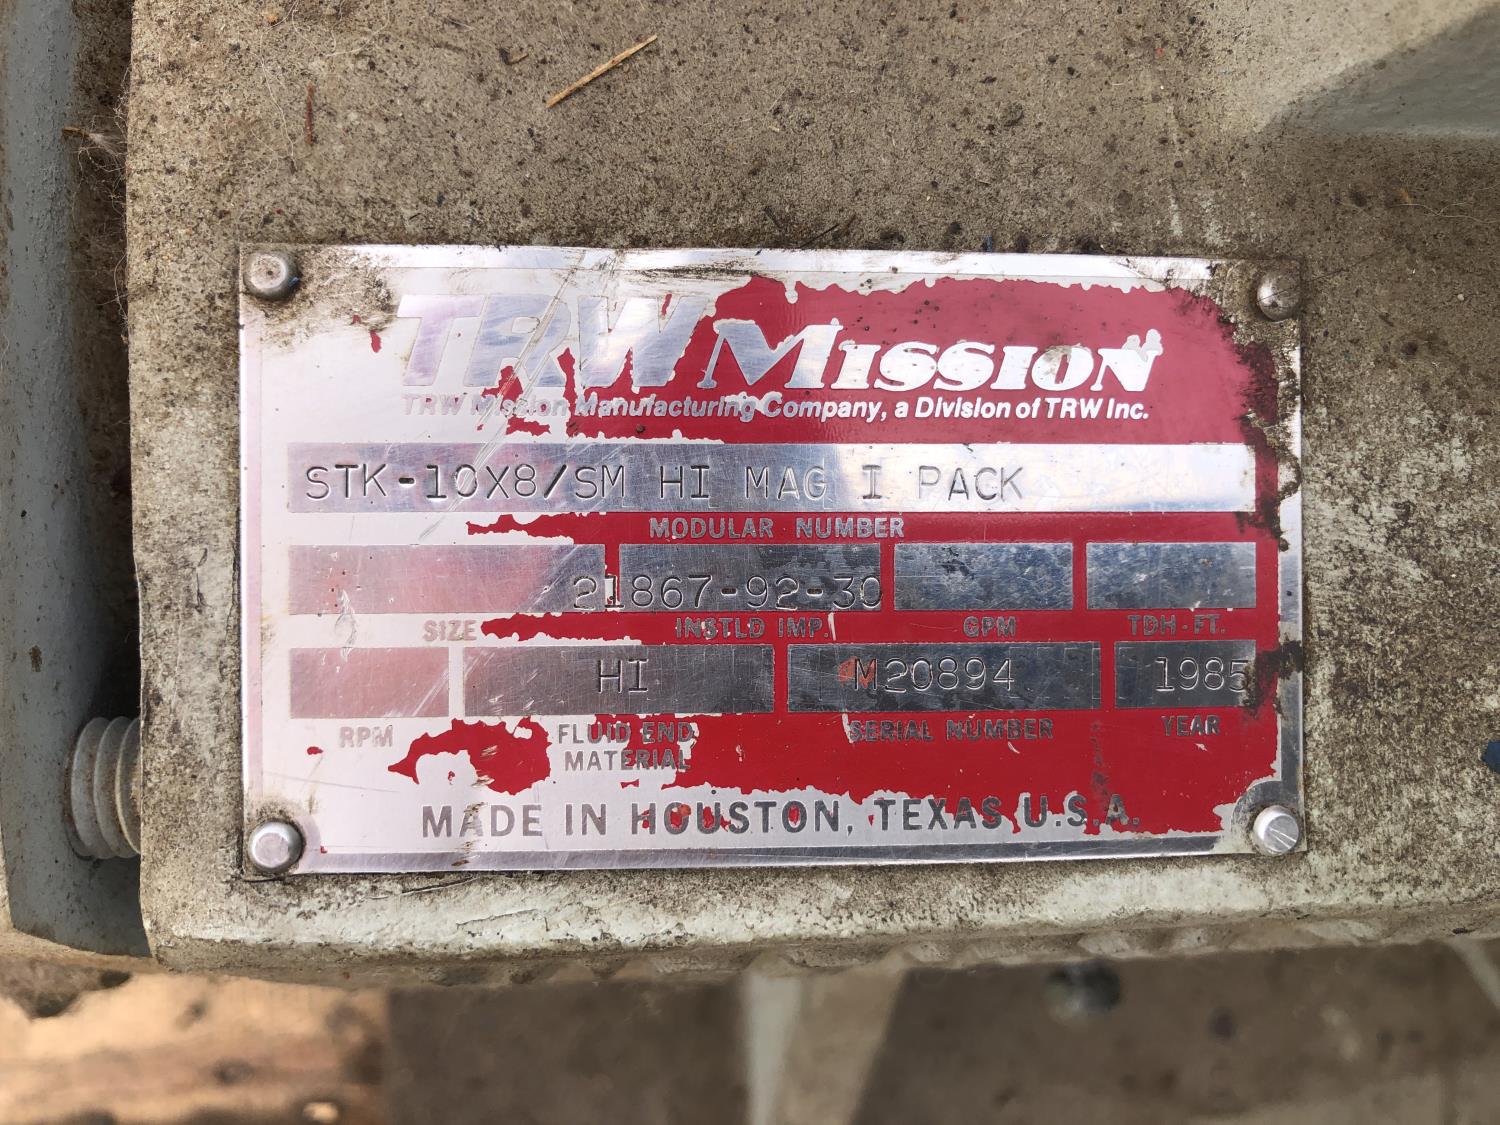 TRW MISSION
TRW Mission Manufacturing Company, a Division of TRW Inc.
STK-10X8/SM HI MAG I PACK
MODULAR NUMBER
21867-92-30
SIZE INSTLD IMP. GPM TDH-FT.
HI M20894 1985
RPM FLUID END MATERIAL SERIAL NUMBER YEAR
MADE IN HOUSTON, TEXAS U.S.A.